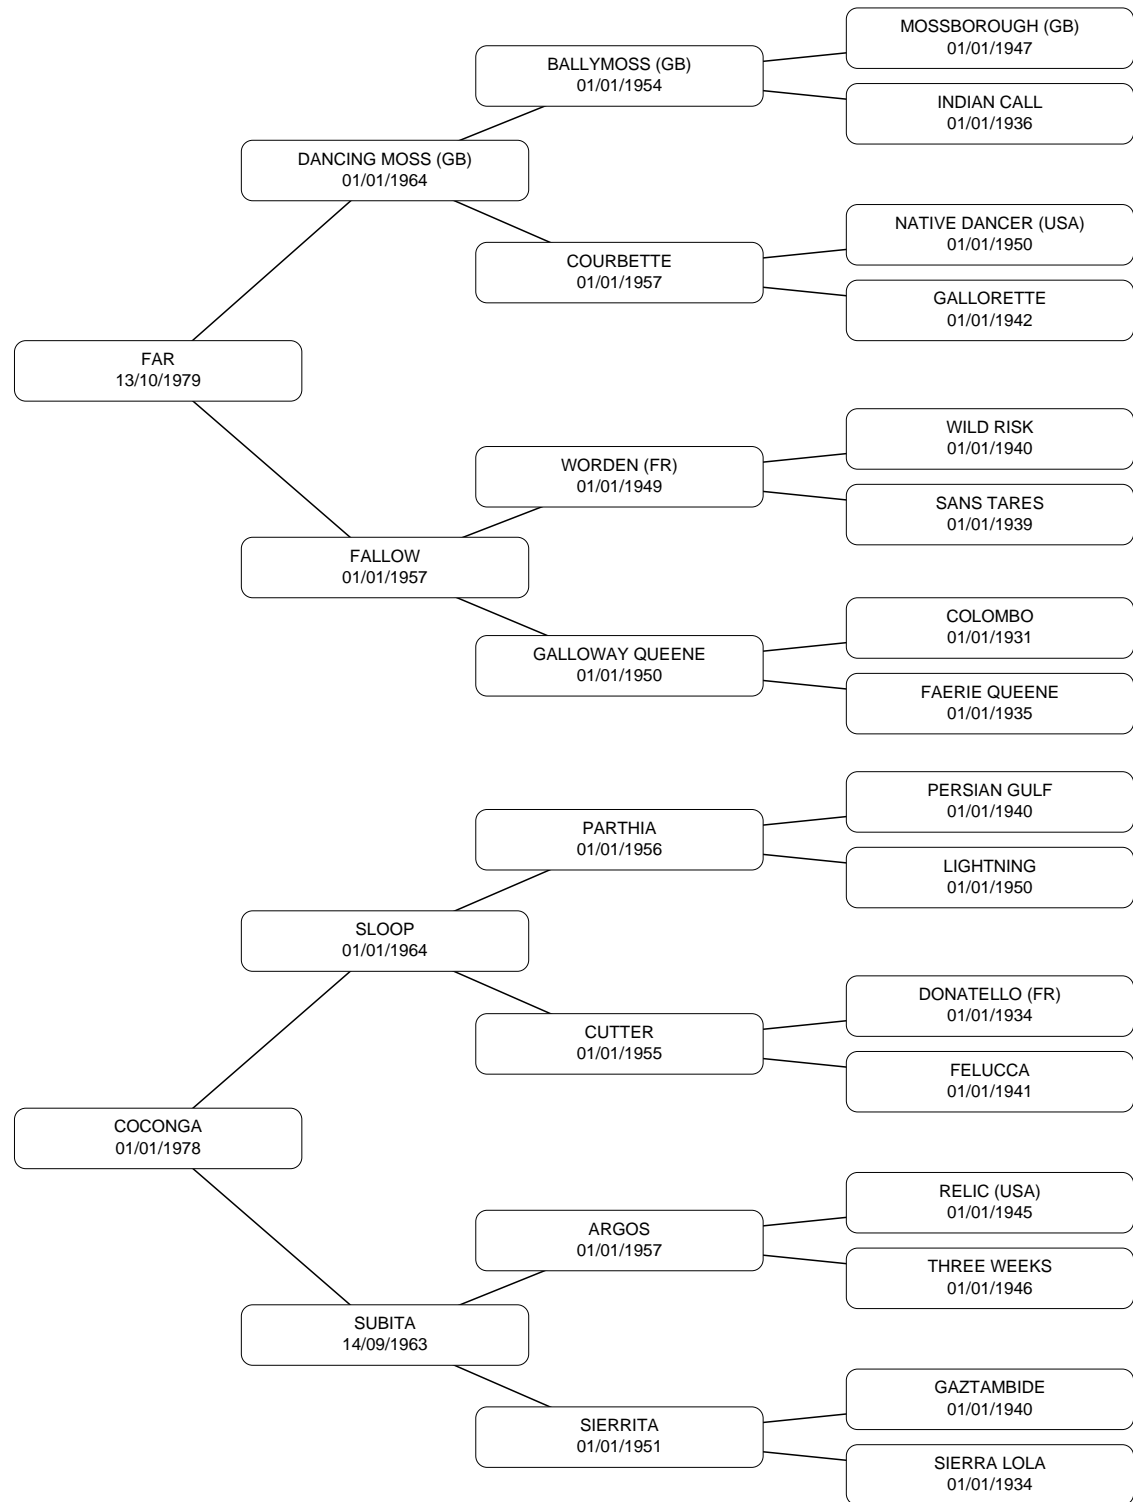 MOSSBOROUGH (GB)
01/01/1947
BALLYMOSS (GB)
01/01/1954
INDIAN CALL
01/01/1936
DANCING MOSS (GB)
01/01/1964
NATIVE DANCER (USA)
01/01/1950
COURBETTE
01/01/1957
GALLORETTE
01/01/1942
FAR
13/10/1979
WILD RISK
01/01/1940
WORDEN (FR)
01/01/1949
SANS TARES
01/01/1939
FALLOW
01/01/1957
COLOMBO
01/01/1931
GALLOWAY QUEENE
01/01/1950
FAERIE QUEENE
01/01/1935
PERSIAN GULF
01/01/1940
PARTHIA
01/01/1956
LIGHTNING
01/01/1950
SLOOP
01/01/1964
DONATELLO (FR)
01/01/1934
CUTTER
01/01/1955
FELUCCA
01/01/1941
COCONGA
01/01/1978
RELIC (USA)
01/01/1945
ARGOS
01/01/1957
THREE WEEKS
01/01/1946
SUBITA
14/09/1963
GAZTAMBIDE
01/01/1940
SIERRITA
01/01/1951
SIERRA LOLA
01/01/1934